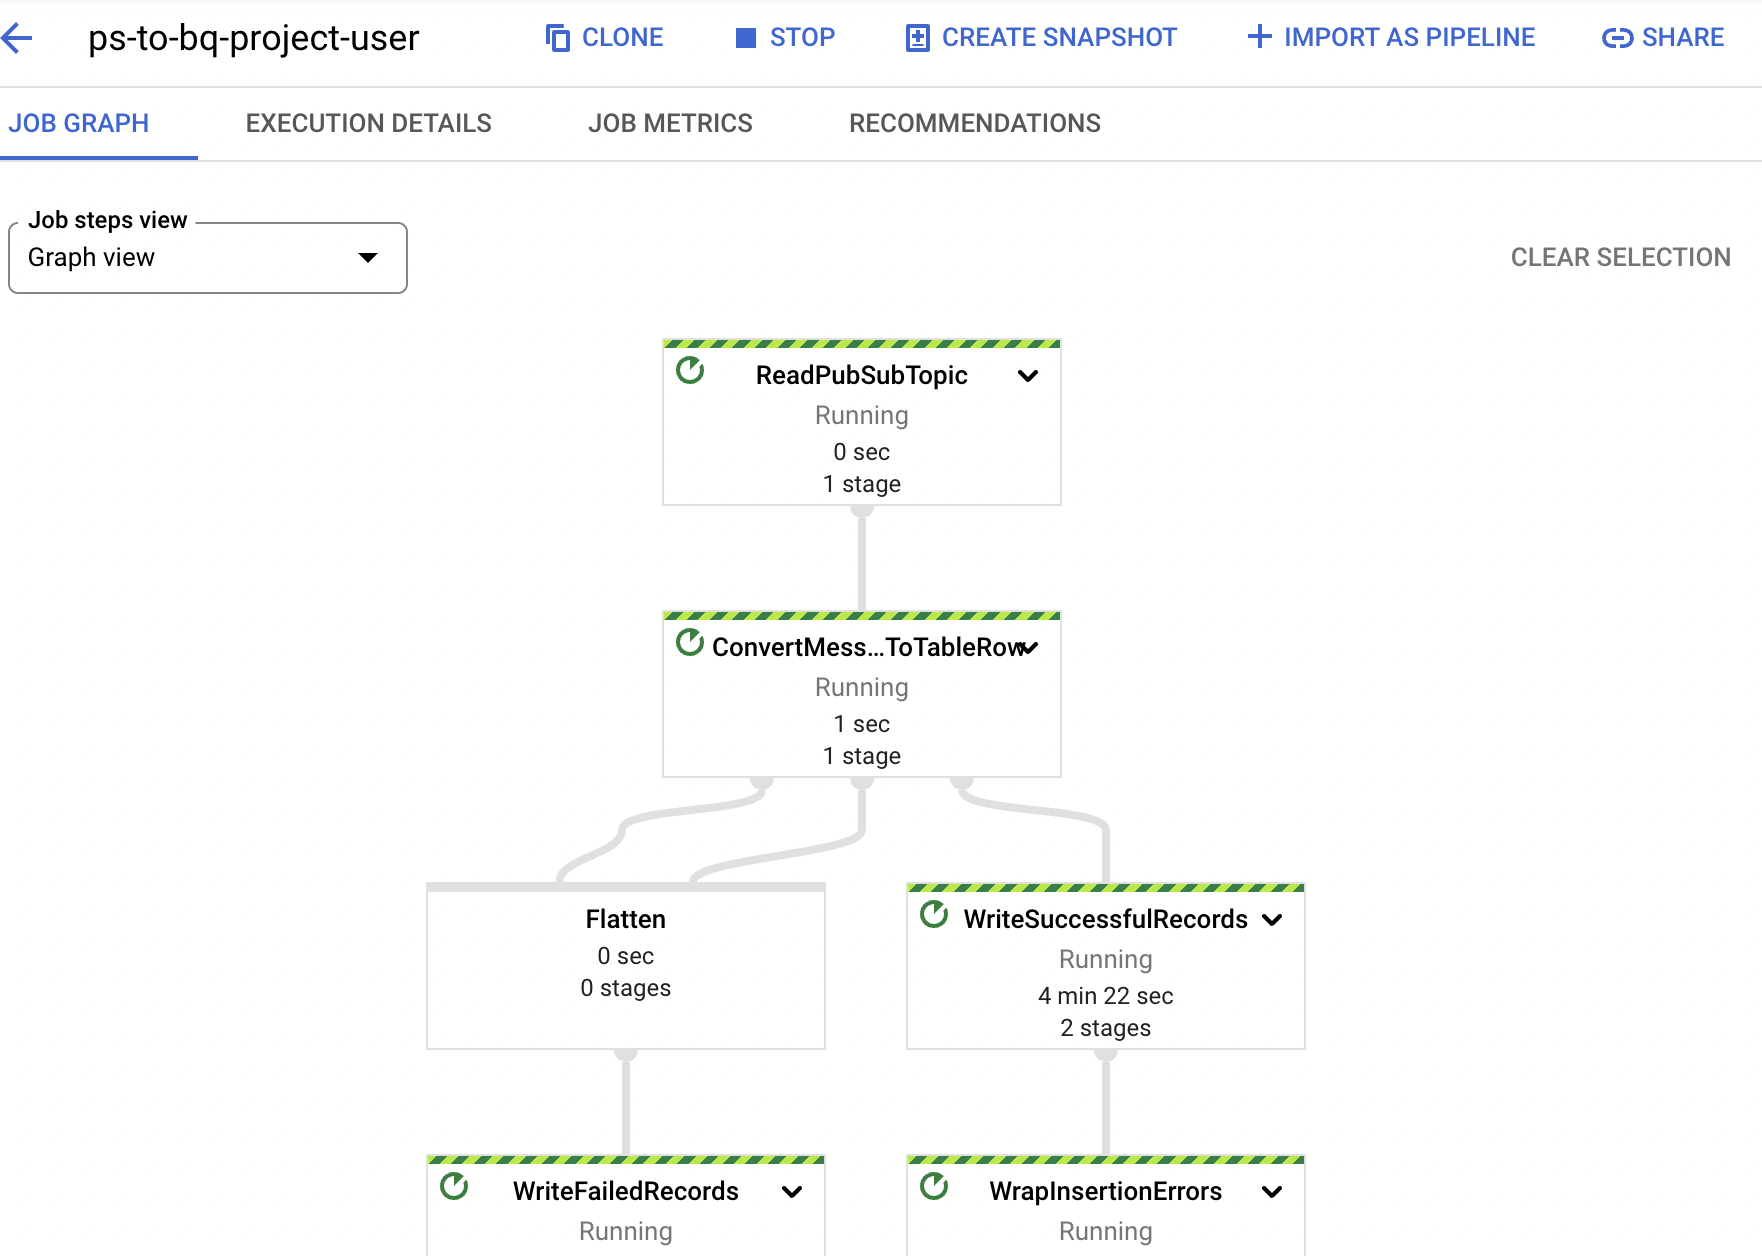 ps-to-bq-project-user
CLONE
STOP
CREATE SNAPSHOT
IMPORT AS PIPELINE
SHARE
JOB GRAPH
EXECUTION DETAILS
JOB METRICS
RECOMMENDATIONS
Job steps view
Graph view
CLEAR SELECTION
ReadPubSubTopic
Running
0 sec
1 stage
ConvertMess...ToTableRow
Running
1 sec
1 stage
Flatten
0 sec
0 stages
WriteSuccessfulRecords
Running
4 min 22 sec
2 stages
WriteFailedRecords
Running
WrapInsertionErrors
Running